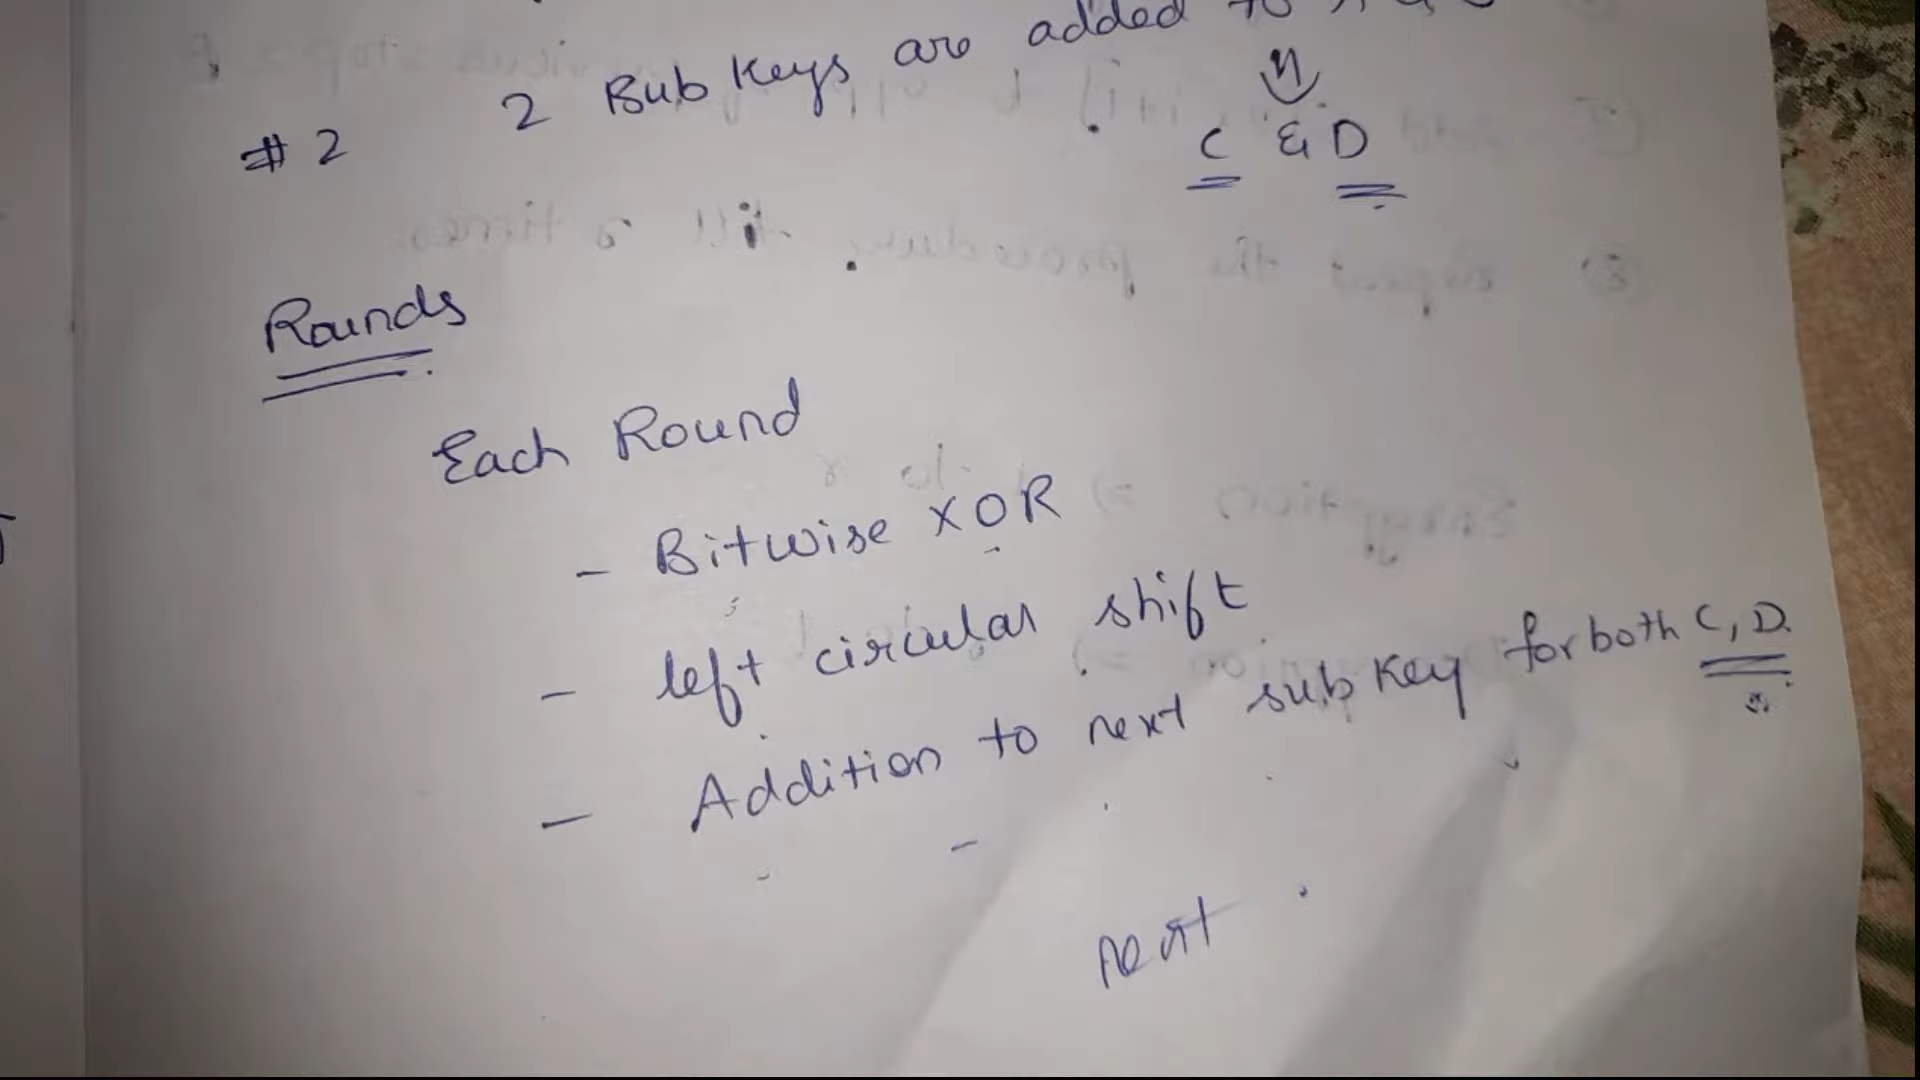 # 2 2 Sub Keys are added to
C & D
Rounds
Each Round
- Bitwise XOR
- left circular shift
- Addition to next sub key for both C, D.
next